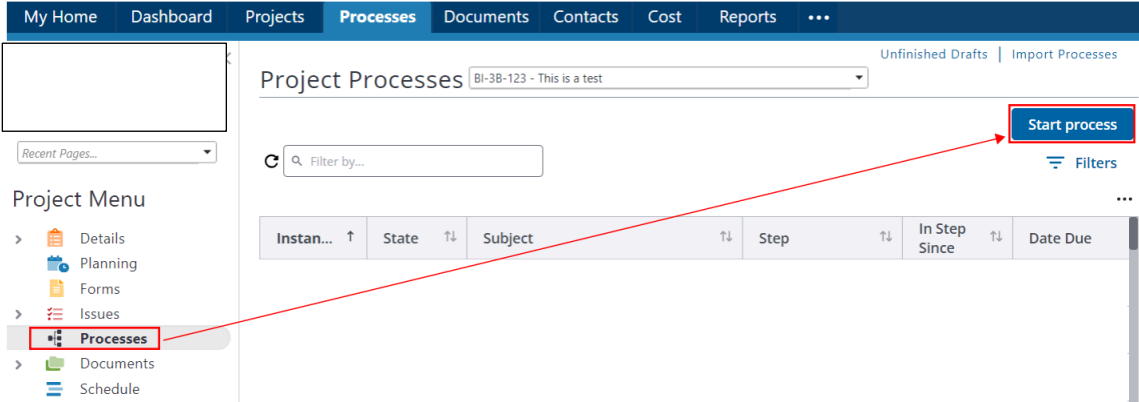 My Home Dashboard Projects Processes Documents Contacts Cost Reports •••
Unfinished Drafts | Import Processes
Project Processes BI-3B-123 - This is a test
Start process
Recent Pages...
Filter by...
Filters
Project Menu
•••
Instan... ↑ State ↑↓ Subject ↑↓ Step ↑↓ In Step Since ↑↓ Date Due
Details
Planning
Forms
Issues
Processes
Documents
Schedule